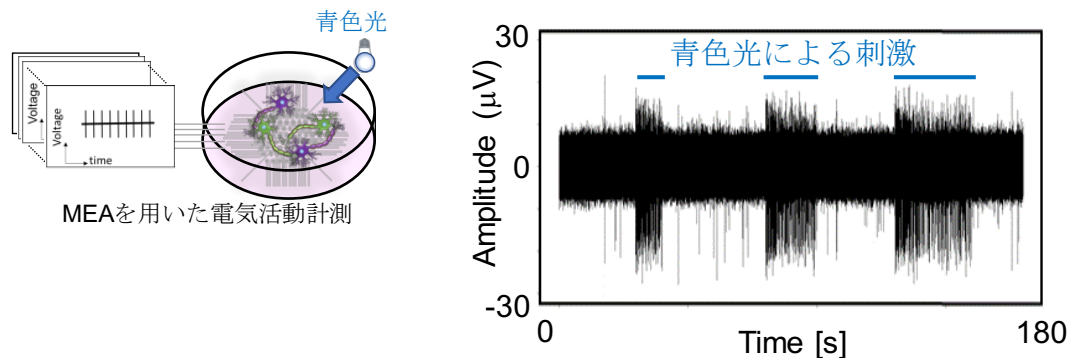 青色光
Voltage
Voltage
time
MEAを用いた電気活動計測
青色光による刺激
Amplitude (μV)
30
0
-30
0
180
Time [s]